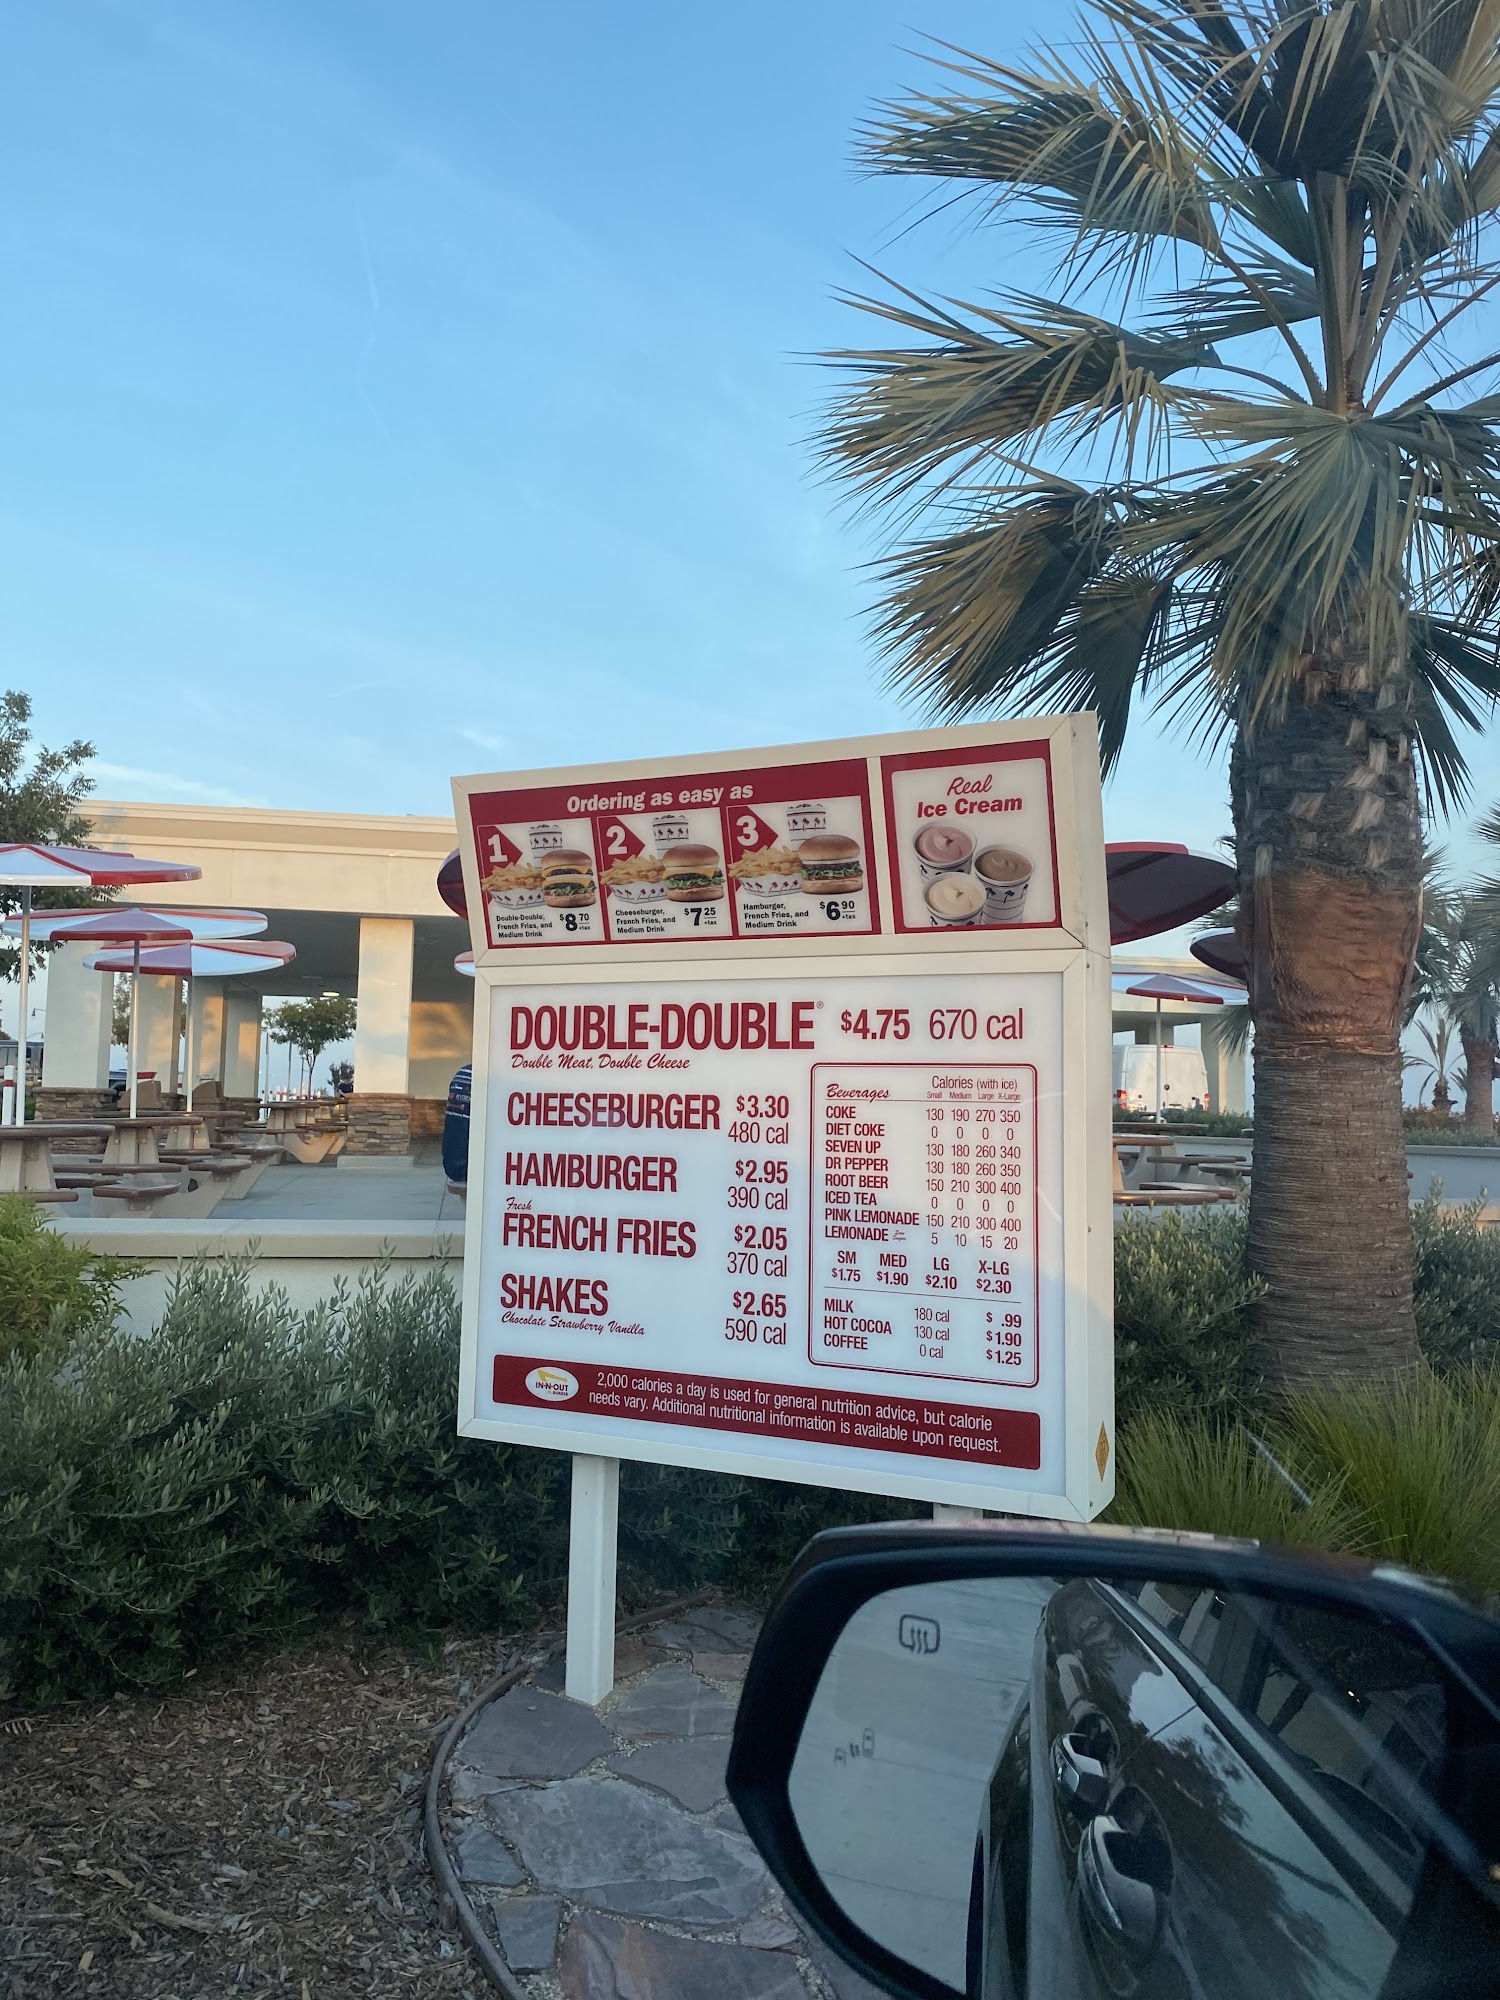 Ordering as easy as
1
Double-Double,
French Fries, and
Medium Drink
$8 70
+tax
2
Cheeseburger,
French Fries, and
Medium Drink
$7 25
+tax
3
Hamburger,
French Fries, and
Medium Drink
$6 90
+tax
Real
Ice Cream
DOUBLE-DOUBLE® $4.75 670 cal
Double Meat, Double Cheese
CHEESEBURGER $3.30
480 cal
HAMBURGER $2.95
390 cal
Fresh
FRENCH FRIES $2.05
370 cal
SHAKES $2.65
Chocolate Strawberry Vanilla 590 cal
Beverages Calories (with ice)
Small Medium Large X-Large
COKE 130 190 270 350
DIET COKE 0 0 0 0
SEVEN UP 130 180 260 340
DR PEPPER 130 180 260 350
ROOT BEER 150 210 300 400
ICED TEA 0 0 0 0
PINK LEMONADE 150 210 300 400
LEMONADE 5 10 15 20
SM MED LG X-LG
$1.75 $1.90 $2.10 $2.30
MILK 180 cal $ .99
HOT COCOA 130 cal $1.90
COFFEE 0 cal $1.25
IN-N-OUT
BURGER
2,000 calories a day is used for general nutrition advice, but calorie
needs vary. Additional nutritional information is available upon request.